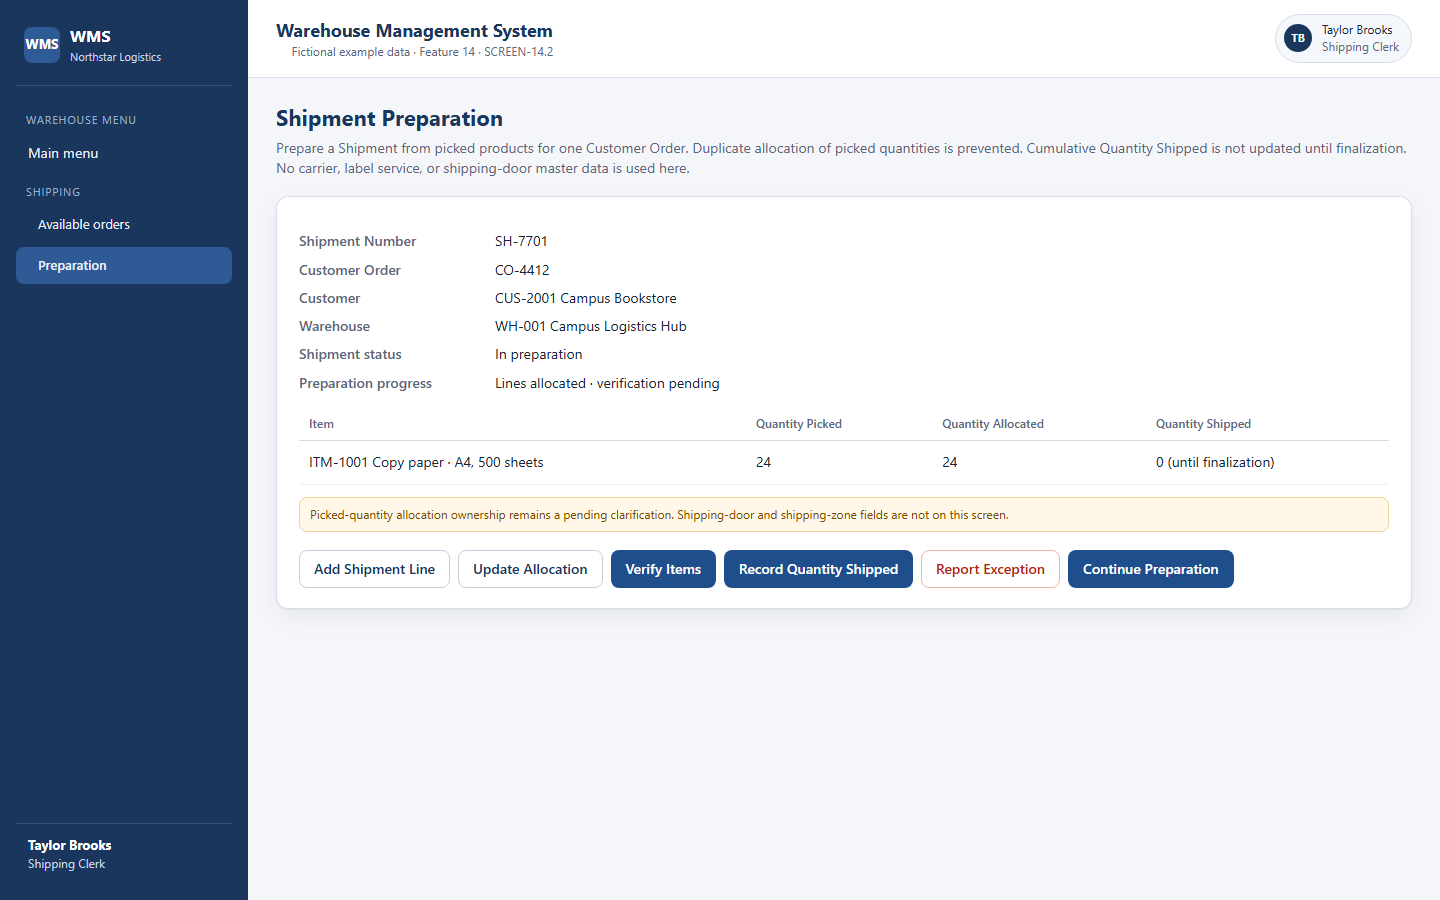 WMS
WMS
Northstar Logistics
WAREHOUSE MENU
Main menu
SHIPPING
Available orders
Preparation
Taylor Brooks
Shipping Clerk
Warehouse Management System
Fictional example data · Feature 14 · SCREEN-14.2
TB
Taylor Brooks
Shipping Clerk
Shipment Preparation
Prepare a Shipment from picked products for one Customer Order. Duplicate allocation of picked quantities is prevented. Cumulative Quantity Shipped is not updated until finalization.
No carrier, label service, or shipping-door master data is used here.
Shipment Number SH-7701
Customer Order CO-4412
Customer CUS-2001 Campus Bookstore
Warehouse WH-001 Campus Logistics Hub
Shipment status In preparation
Preparation progress Lines allocated · verification pending
Item Quantity Picked Quantity Allocated Quantity Shipped
ITM-1001 Copy paper · A4, 500 sheets 24 24 0 (until finalization)
Picked-quantity allocation ownership remains a pending clarification. Shipping-door and shipping-zone fields are not on this screen.
Add Shipment Line Update Allocation Verify Items Record Quantity Shipped Report Exception Continue Preparation